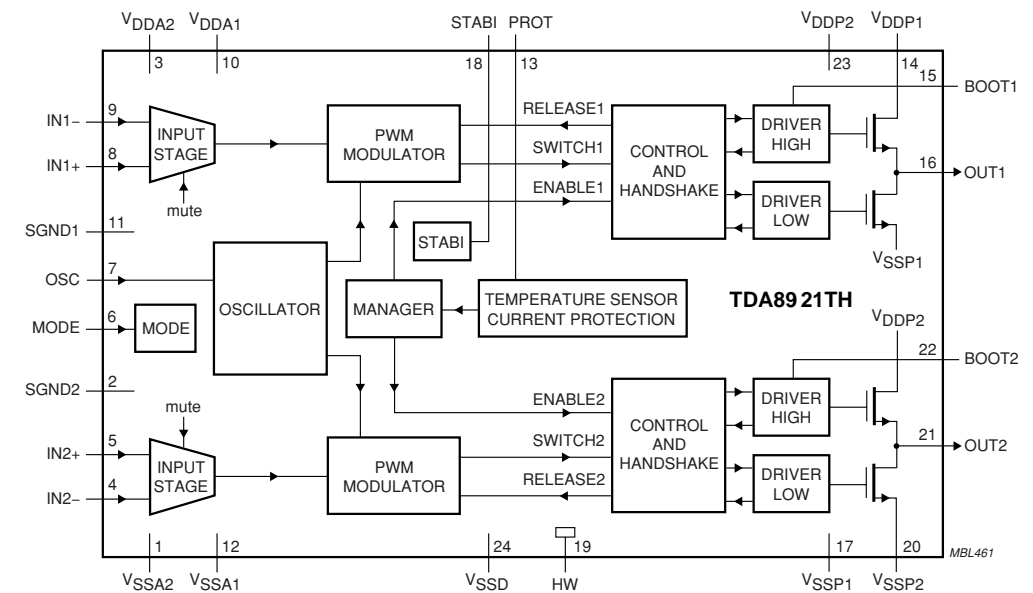 VDDA2 VDDA1 STABI PROT VDDP2 VDDP1
3 10 18 13 23 14
15 BOOT1
IN1− 9
INPUT
STAGE
IN1+ 8
mute
PWM
MODULATOR
RELEASE1
SWITCH1
ENABLE1
CONTROL
AND
HANDSHAKE
DRIVER
HIGH
DRIVER
LOW
16 OUT1
VSSP1
SGND1 11
STABI
OSC 7
OSCILLATOR
MANAGER
TEMPERATURE SENSOR
CURRENT PROTECTION
TDA8921TH
MODE 6
MODE
VDDP2
22 BOOT2
SGND2 2
mute
IN2+ 5
INPUT
STAGE
IN2− 4
PWM
MODULATOR
ENABLE2
SWITCH2
RELEASE2
CONTROL
AND
HANDSHAKE
DRIVER
HIGH
DRIVER
LOW
21 OUT2
1 12 24 19 17 20
MBL461
VSSA2 VSSA1 VSSD HW VSSP1 VSSP2